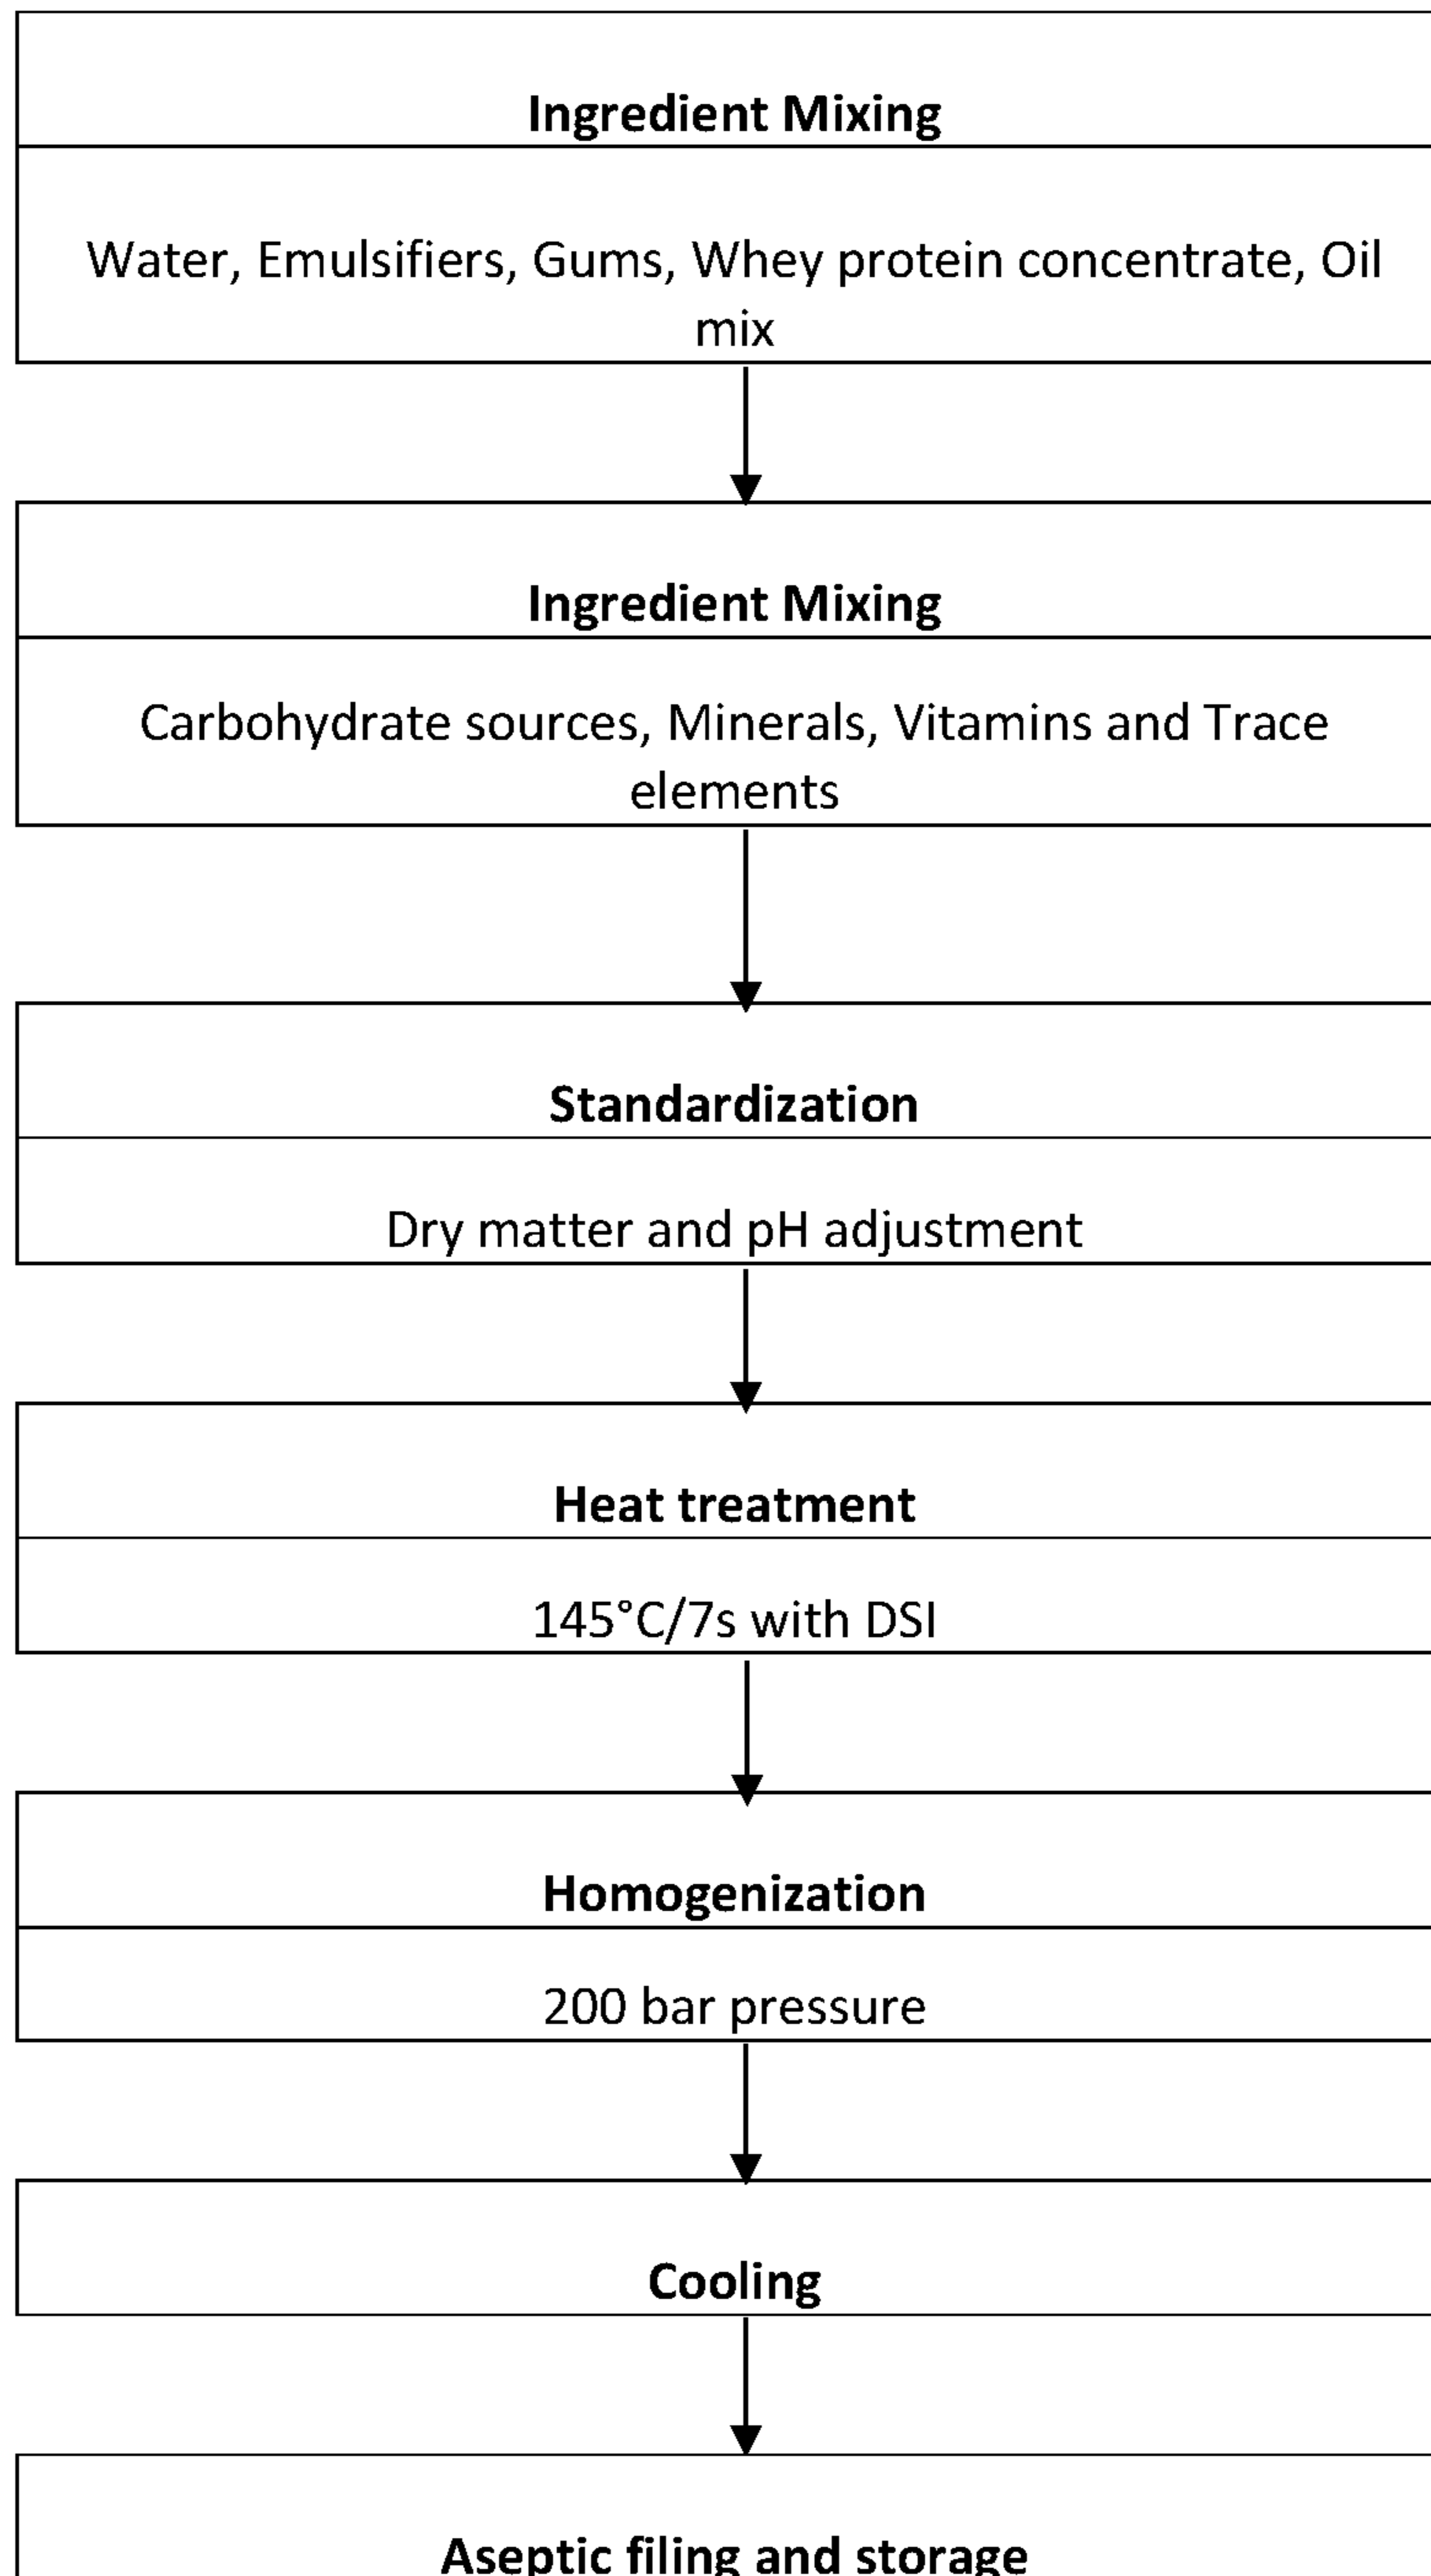 Ingredient Mixing
Water, Emulsifiers, Gums, Whey protein concentrate, Oil
mix
Ingredient Mixing
Carbohydrate sources, Minerals, Vitamins and Trace
elements
Standardization
Dry matter and pH adjustment
Heat treatment
145°C/7s with DSI
Homogenization
200 bar pressure
Cooling
Aseptic filing and storage